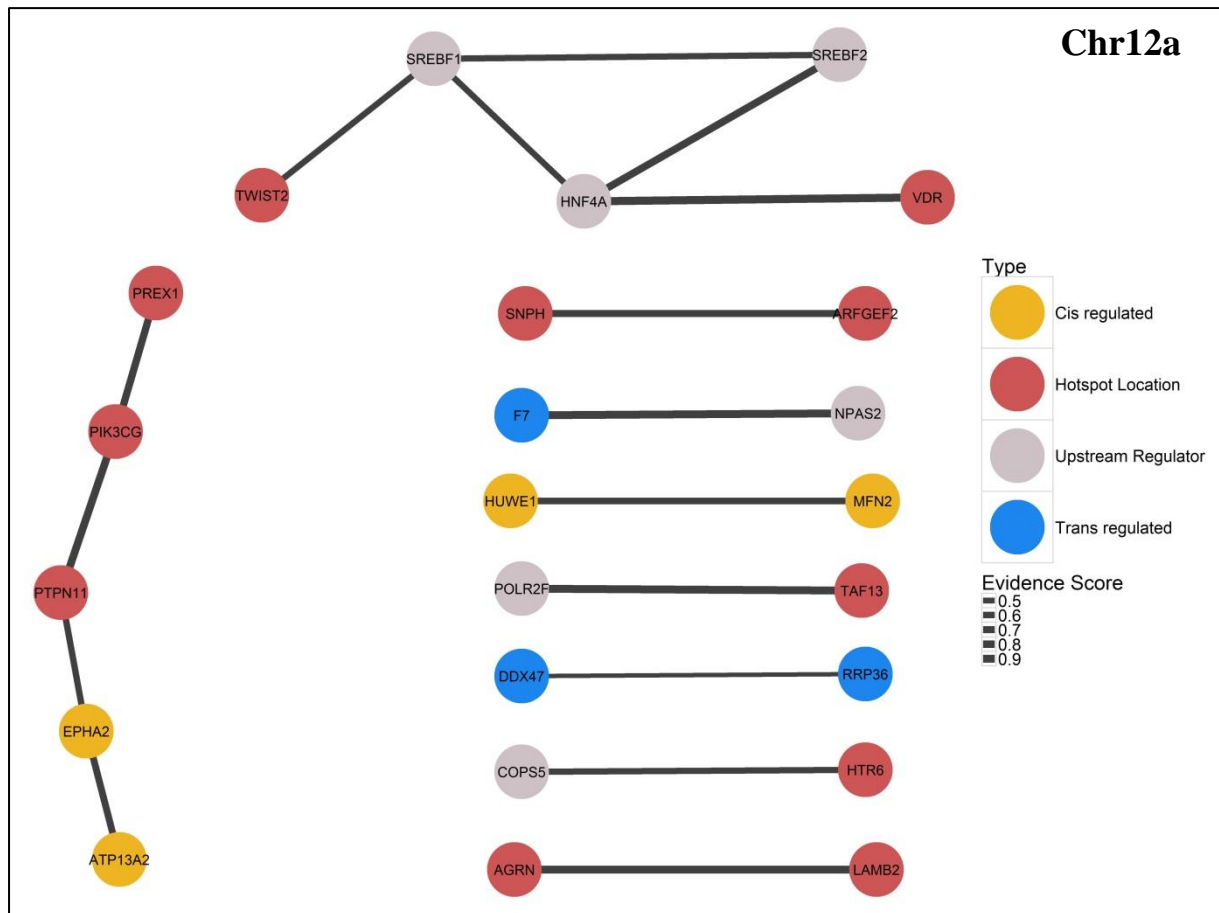 Chr12a
SREBF1
SREBF2
TWIST2
HNF4A
VDR
PREX1
PIK3CG
PTPN11
EPHA2
ATP13A2
SNPH
ARFGEF2
F7
NPAS2
HUWE1
MFN2
POLR2F
TAF13
DDX47
RRP36
COPS5
HTR6
AGRN
LAMB2
Type
Cis regulated
Hotspot Location
Upstream Regulator
Trans regulated
Evidence Score
0.5
0.6
0.7
0.8
0.9